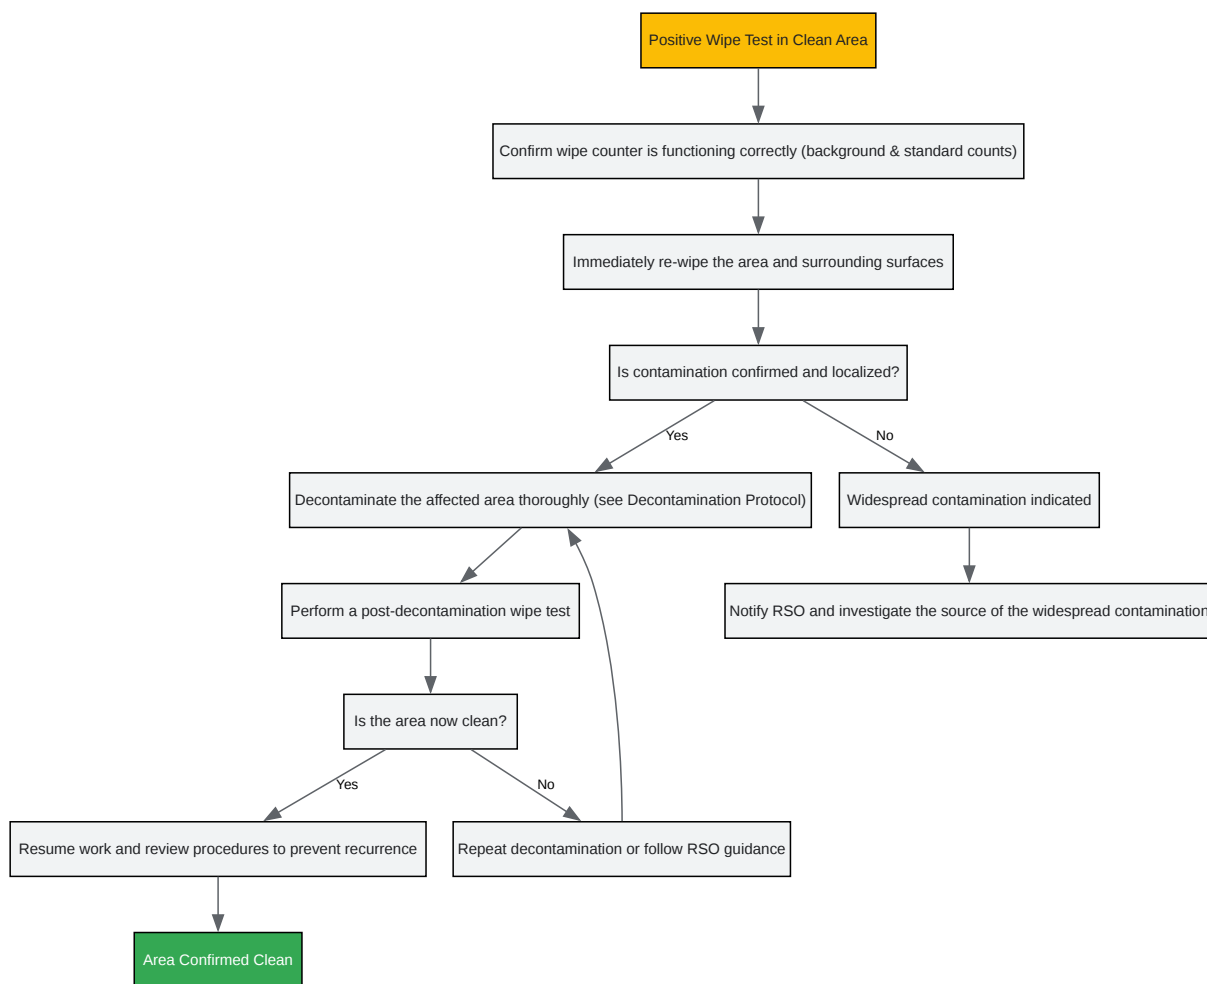 Positive Wipe Test in Clean Area
Confirm wipe counter is functioning correctly (background & standard counts)
Immediately re-wipe the area and surrounding surfaces
Is contamination confirmed and localized?
Yes
No
Decontaminate the affected area thoroughly (see Decontamination Protocol)
Widespread contamination indicated
Perform a post-decontamination wipe test
Notify RSO and investigate the source of the widespread contamination
Is the area now clean?
Yes
No
Resume work and review procedures to prevent recurrence
Repeat decontamination or follow RSO guidance
Area Confirmed Clean